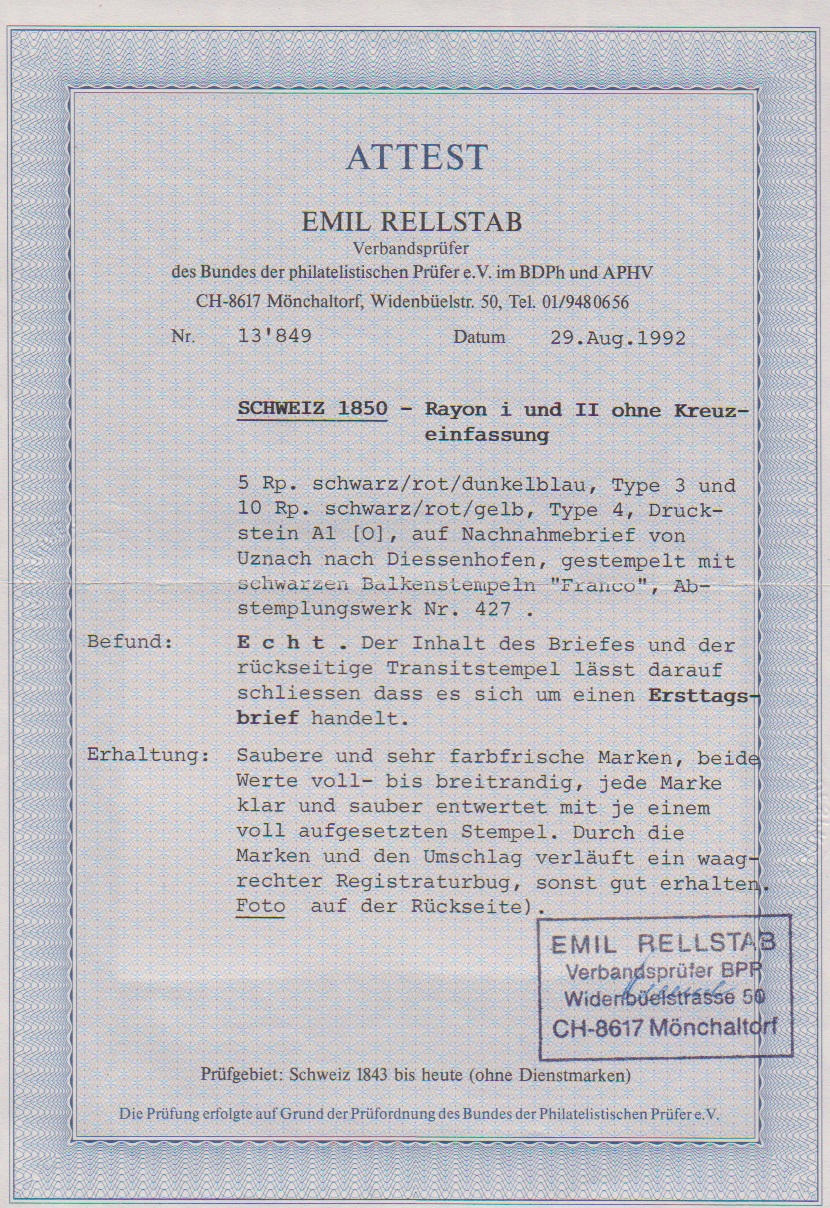 ATTEST
EMIL RELLSTAB
Verbandsprüfer
des Bundes der philatelistischen Prüfer e.V. im BDPh und APHV
CH-8617 Mönchaltorf, Widenbüelstr. 50, Tel. 01/9480656
Nr. 13'849 Datum 29.Aug.1992
SCHWEIZ 1850 - Rayon i und II ohne Kreuz-
einfassung
5 Rp. schwarz/rot/dunkelblau, Type 3 und
10 Rp. schwarz/rot/gelb, Type 4, Druck-
stein A1 [O], auf Nachnahmebrief von
Uznach nach Diessenhofen, gestempelt mit
schwarzen Balkenstempeln "Franco", Ab-
stemplungswerk Nr. 427 .
Befund: E c h t . Der Inhalt des Briefes und der
rückseitige Transitstempel lässt darauf
schliessen dass es sich um einen Ersttags-
brief handelt.
Erhaltung: Saubere und sehr farbfrische Marken, beide
Werte voll- bis breitrandig, jede Marke
klar und sauber entwertet mit je einem
voll aufgesetzten Stempel. Durch die
Marken und den Umschlag verläuft ein waag-
rechter Registraturbug, sonst gut erhalten.
Foto auf der Rückseite).
EMIL RELLSTAB
Verbandsprüfer BPP
Widenbüelstrasse 50
CH-8617 Mönchaltorf
Prüfgebiet: Schweiz 1843 bis heute (ohne Dienstmarken)
Die Prüfung erfolgte auf Grund der Prüfordnung des Bundes der Philatelistischen Prüfer e.V.